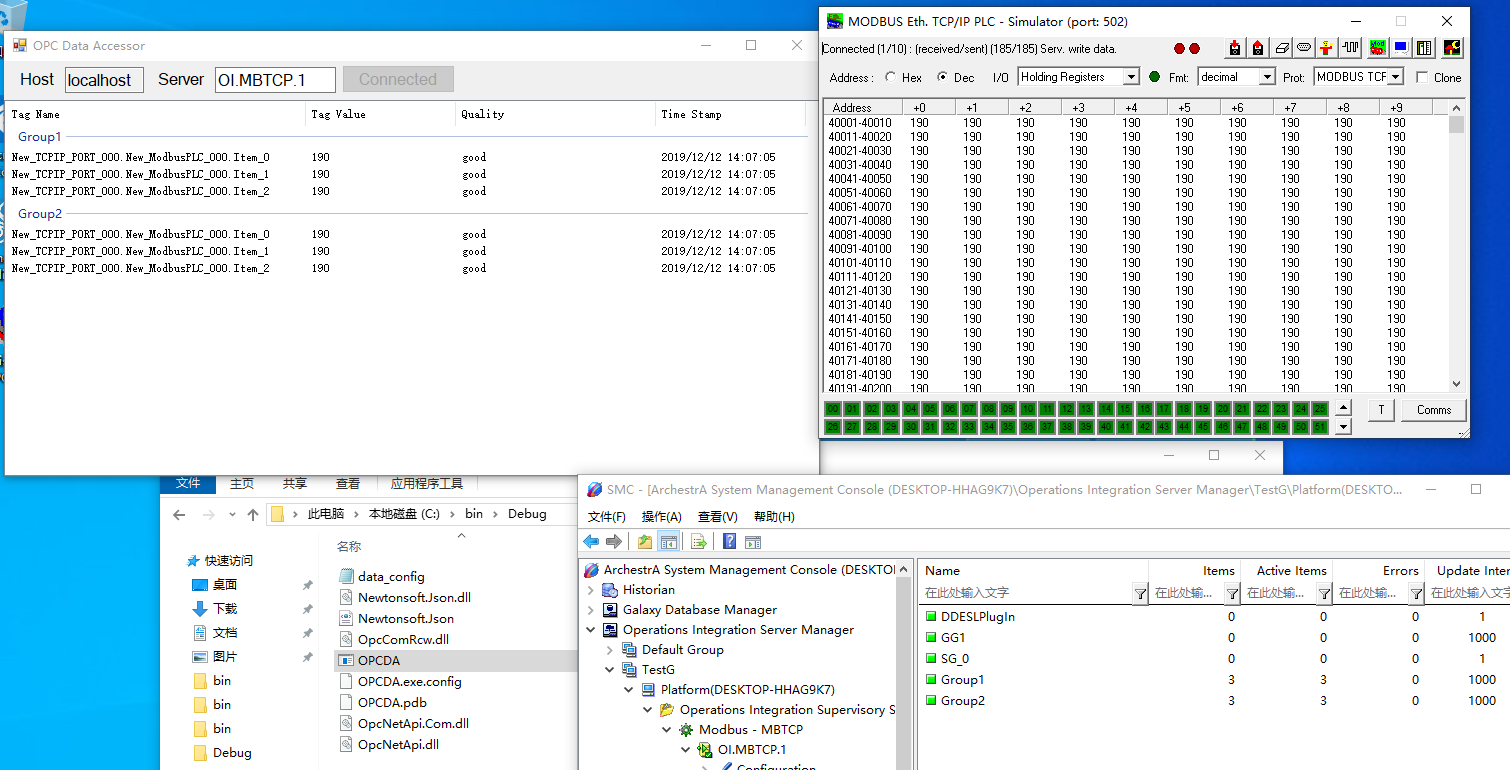 OPC Data Accessor
Host localhost Server OI.MBTCP.1 Connected
Tag Name Tag Value Quality Time Stamp
Group1
New_TCPIP_PORT_000.New_ModbusPLC_000.Item_0 190 good 2019/12/12 14:07:05
New_TCPIP_PORT_000.New_ModbusPLC_000.Item_1 190 good 2019/12/12 14:07:05
New_TCPIP_PORT_000.New_ModbusPLC_000.Item_2 190 good 2019/12/12 14:07:05
Group2
New_TCPIP_PORT_000.New_ModbusPLC_000.Item_0 190 good 2019/12/12 14:07:05
New_TCPIP_PORT_000.New_ModbusPLC_000.Item_1 190 good 2019/12/12 14:07:05
New_TCPIP_PORT_000.New_ModbusPLC_000.Item_2 190 good 2019/12/12 14:07:05
MODBUS Eth. TCP/IP PLC - Simulator (port: 502)
Connected (1/10) : (received/sent) (185/185) Serv. write data.
Address : Hex Dec I/O Holding Registers Fmt: decimal Prot: MODBUS TCF Clone
Address +0 +1 +2 +3 +4 +5 +6 +7 +8 +9
40001-40010 190 190 190 190 190 190 190 190 190 190
40011-40020 190 190 190 190 190 190 190 190 190 190
40021-40030 190 190 190 190 190 190 190 190 190 190
40031-40040 190 190 190 190 190 190 190 190 190 190
40041-40050 190 190 190 190 190 190 190 190 190 190
40051-40060 190 190 190 190 190 190 190 190 190 190
40061-40070 190 190 190 190 190 190 190 190 190 190
40071-40080 190 190 190 190 190 190 190 190 190 190
40081-40090 190 190 190 190 190 190 190 190 190 190
40091-40100 190 190 190 190 190 190 190 190 190 190
40101-40110 190 190 190 190 190 190 190 190 190 190
40111-40120 190 190 190 190 190 190 190 190 190 190
40121-40130 190 190 190 190 190 190 190 190 190 190
40131-40140 190 190 190 190 190 190 190 190 190 190
40141-40150 190 190 190 190 190 190 190 190 190 190
40151-40160 190 190 190 190 190 190 190 190 190 190
40161-40170 190 190 190 190 190 190 190 190 190 190
40171-40180 190 190 190 190 190 190 190 190 190 190
40181-40190 190 190 190 190 190 190 190 190 190 190
40191-40200 190 190 190 190 190 190 190 190 190 190
00 01 02 03 04 05 06 07 08 09 10 11 12 13 14 15 16 17 18 19 20 21 22 23 24 25
26 27 28 29 30 31 32 33 34 35 36 37 38 39 40 41 42 43 44 45 46 47 48 49 50 51
T Comms
文件 主页 共享 查看 应用程序工具
此电脑 本地磁盘 (C:) bin Debug
快速访问
桌面
下载
文档
图片
bin
bin
bin
Debug
名称
data_config
Newtonsoft.Json.dll
Newtonsoft.Json
OpcComRcw.dll
OPCDA
OPCDA.exe.config
OPCDA.pdb
OpcNetApi.Com.dll
OpcNetApi.dll
SMC - [ArchestrA System Management Console (DESKTOP-HHAG9K7)\Operations Integration Server Manager\TestG\Platform(DESKTO...
文件(F) 操作(A) 查看(V) 帮助(H)
ArchestrA System Management Console (DESKTOI
Historian
Galaxy Database Manager
Operations Integration Server Manager
Default Group
TestG
Platform(DESKTOP-HHAG9K7)
Operations Integration Supervisory S
Modbus - MBTCP
OI.MBTCP.1
Configuration
Name Items Active Items Errors Update Inter
在此处输入文字 在此处输... 在此处输... 在此处输... 在此处输入文字
DDESLPlugIn 0 0 0 1
GG1 0 0 0 1000
SG_0 0 0 0 1
Group1 3 3 0 1000
Group2 3 3 0 1000